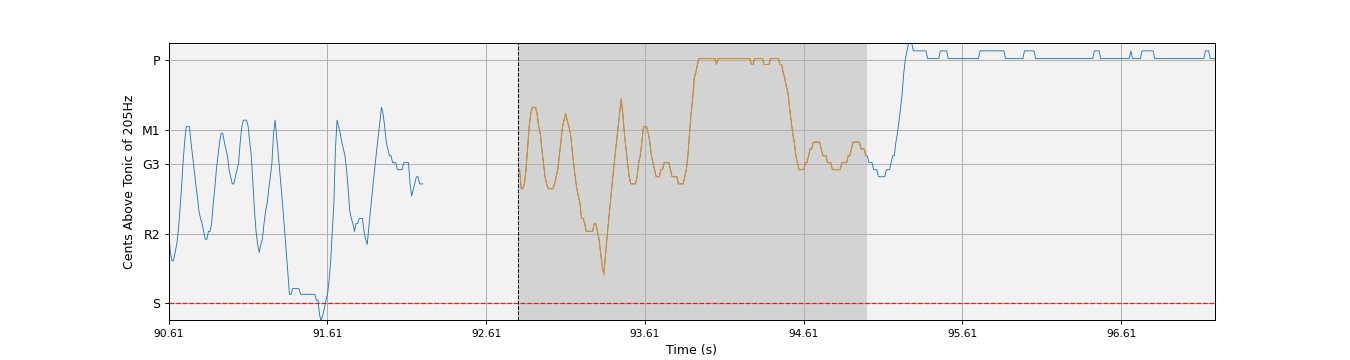 Cents Above Tonic of 205Hz
P
M1
G3
R2
S
90.61 91.61 92.61 93.61 94.61 95.61 96.61
Time (s)